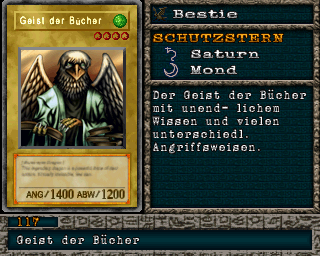 Geist der Bücher
ANG/1400 ABW/1200
Bestie
SCHUTZSTERN
Saturn
Mond
Der Geist der Bücher
mit unend- lichem
Wissen und vielen
unterschiedl.
Angriffsweisen.
117
Geist der Bücher